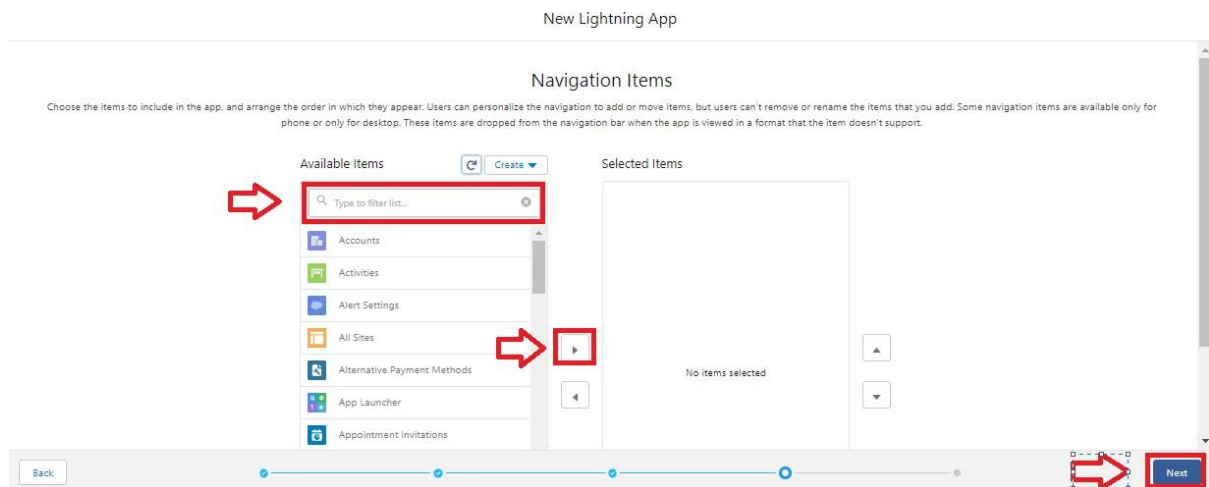 New Lightning App
Navigation Items
Choose the items to include in the app, and arrange the order in which they appear. Users can personalize the navigation to add or move items, but users can't remove or rename the items that you add. Some navigation items are available only for
phone or only for desktop. These items are dropped from the navigation bar when the app is viewed in a format that the item doesn't support.
Available Items
Create
Selected Items
Type to filter list...
Accounts
Activities
Alert Settings
All Sites
Alternative Payment Methods
No items selected
App Launcher
Appointment Invitations
Back
Next